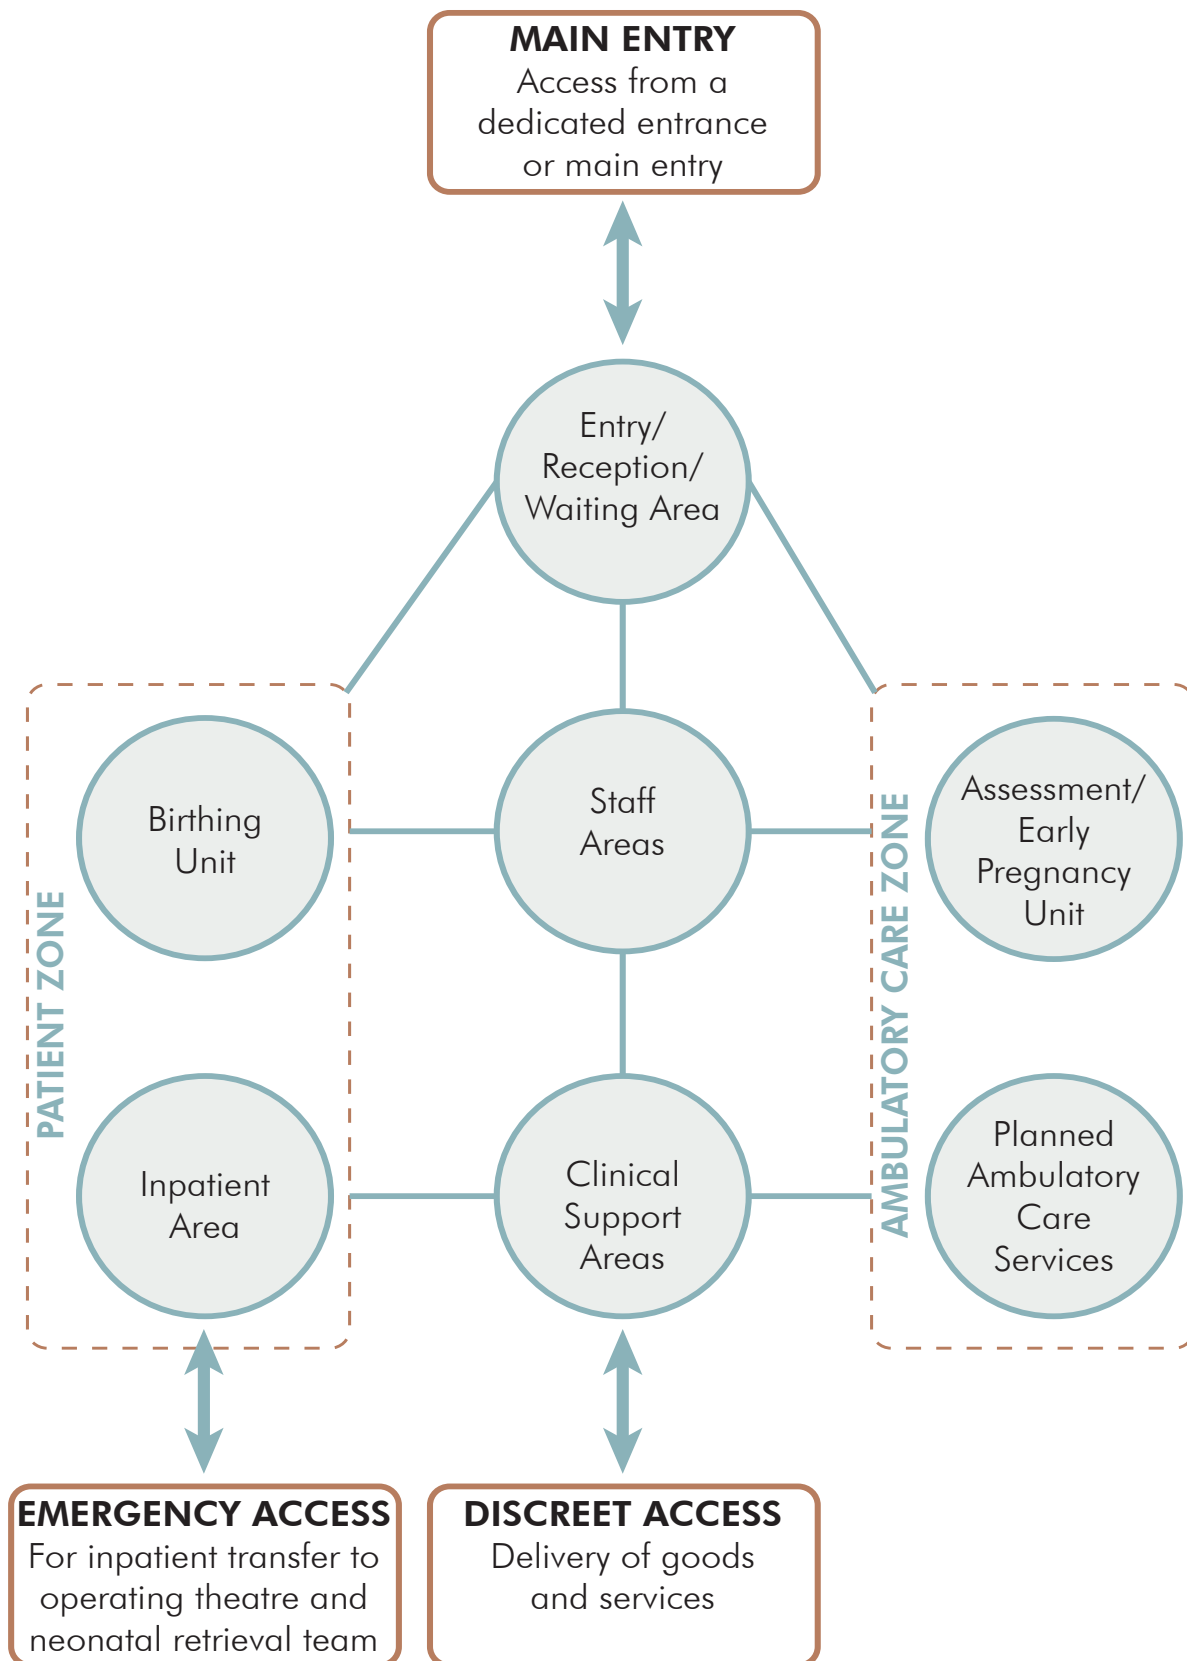 MAIN ENTRY
Access from a
dedicated entrance
or main entry
Entry/
Reception/
Waiting Area
PATIENT ZONE
Birthing
Unit
Staff
Areas
AMBULATORY CARE ZONE
Assessment/
Early
Pregnancy
Unit
Inpatient
Area
Clinical
Support
Areas
Planned
Ambulatory
Care
Services
EMERGENCY ACCESS
For inpatient transfer to
operating theatre and
neonatal retrieval team
DISCREET ACCESS
Delivery of goods
and services